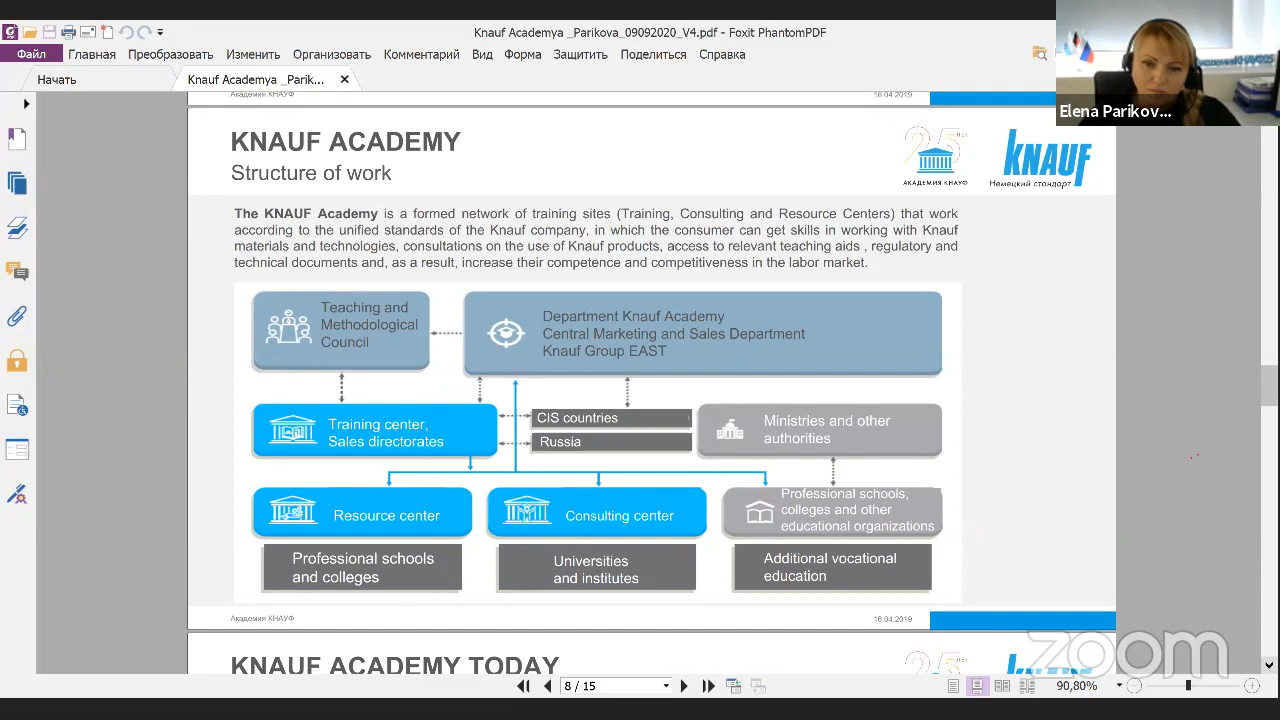 Knauf Academya _Parikova_09092020_V4.pdf - Foxit PhantomPDF
Файл Главная Преобразовать Изменить Организовать Комментарий Вид Форма Защитить Поделиться Справка
Начать
Knauf Academya _Parik...
Elena Parikov...
Академия КНАУФ
16.04.2019
KNAUF ACADEMY
Structure of work
25 ЛЕТ
АКАДЕМИЯ КНАУФ
KNAUF
Немецкий стандарт
The KNAUF Academy is a formed network of training sites (Training, Consulting and Resource Centers) that work
according to the unified standards of the Knauf company, in which the consumer can get skills in working with Knauf
materials and technologies, consultations on the use of Knauf products, access to relevant teaching aids , regulatory and
technical documents and, as a result, increase their competence and competitiveness in the labor market.
Teaching and
Methodological
Council
Department Knauf Academy
Central Marketing and Sales Department
Knauf Group EAST
Training center,
Sales directorates
CIS countries
Russia
Ministries and other
authorities
Resource center
Consulting center
Professional schools,
colleges and other
educational organizations
Professional schools
and colleges
Universities
and institutes
Additional vocational
education
Академия КНАУФ
16.04.2019
KNAUF ACADEMY TODAY
25 ЛЕТ
zoom
8 / 15
90,80%